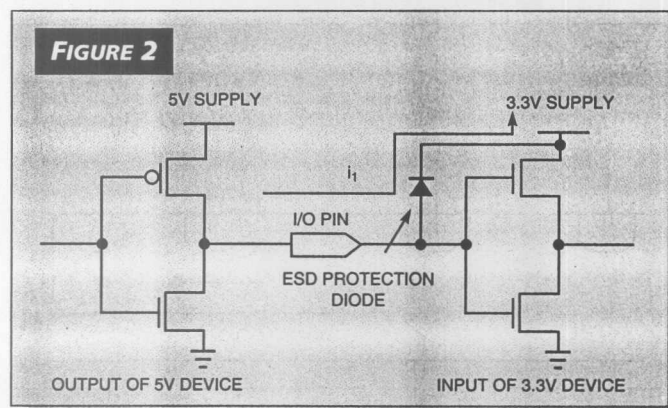 FIGURE 2
5V SUPPLY
3.3V SUPPLY
i1
I/O PIN
ESD PROTECTION
DIODE
OUTPUT OF 5V DEVICE
INPUT OF 3.3V DEVICE